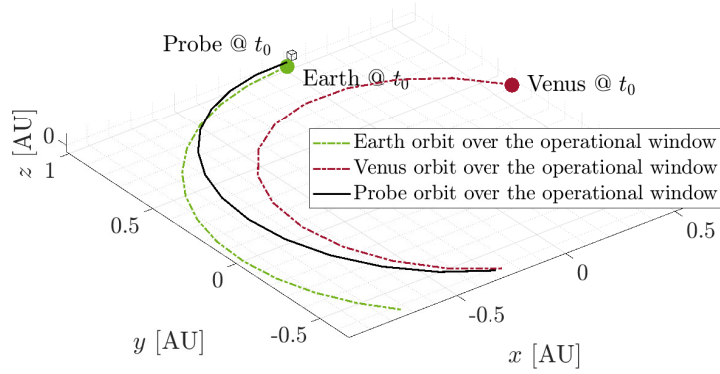 Probe @ t0
Earth @ t0
Venus @ t0
Earth orbit over the operational window
Venus orbit over the operational window
Probe orbit over the operational window
z [AU]
0
1
0.5
0
-0.5
y [AU]
0.5
0
-0.5
x [AU]